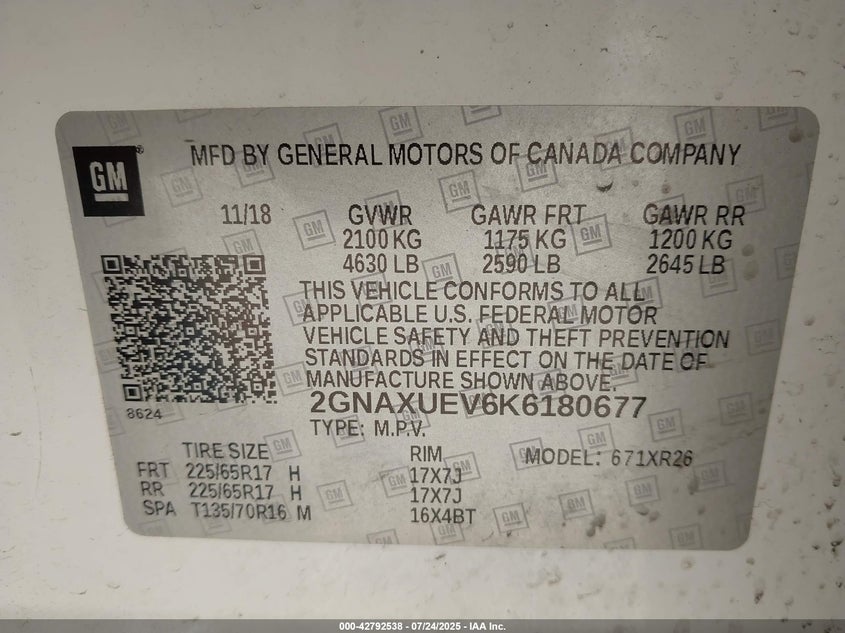 GM
MFD BY GENERAL MOTORS OF CANADA COMPANY
11/18 GVWR GAWR FRT GAWR RR
2100 KG 1175 KG 1200 KG
4630 LB 2590 LB 2645 LB
THIS VEHICLE CONFORMS TO ALL
APPLICABLE U.S. FEDERAL MOTOR
VEHICLE SAFETY AND THEFT PREVENTION
STANDARDS IN EFFECT ON THE DATE OF
MANUFACTURE SHOWN ABOVE.
8624
2GNAXUEV6K6180677
TYPE: M.P.V.
TIRE SIZE RIM MODEL: 671XR26
FRT 225/65R17 H 17X7J
RR 225/65R17 H 17X7J
SPA T135/70R16 M 16X4BT
000-42792538 - 07/24/2025 - IAA Inc.